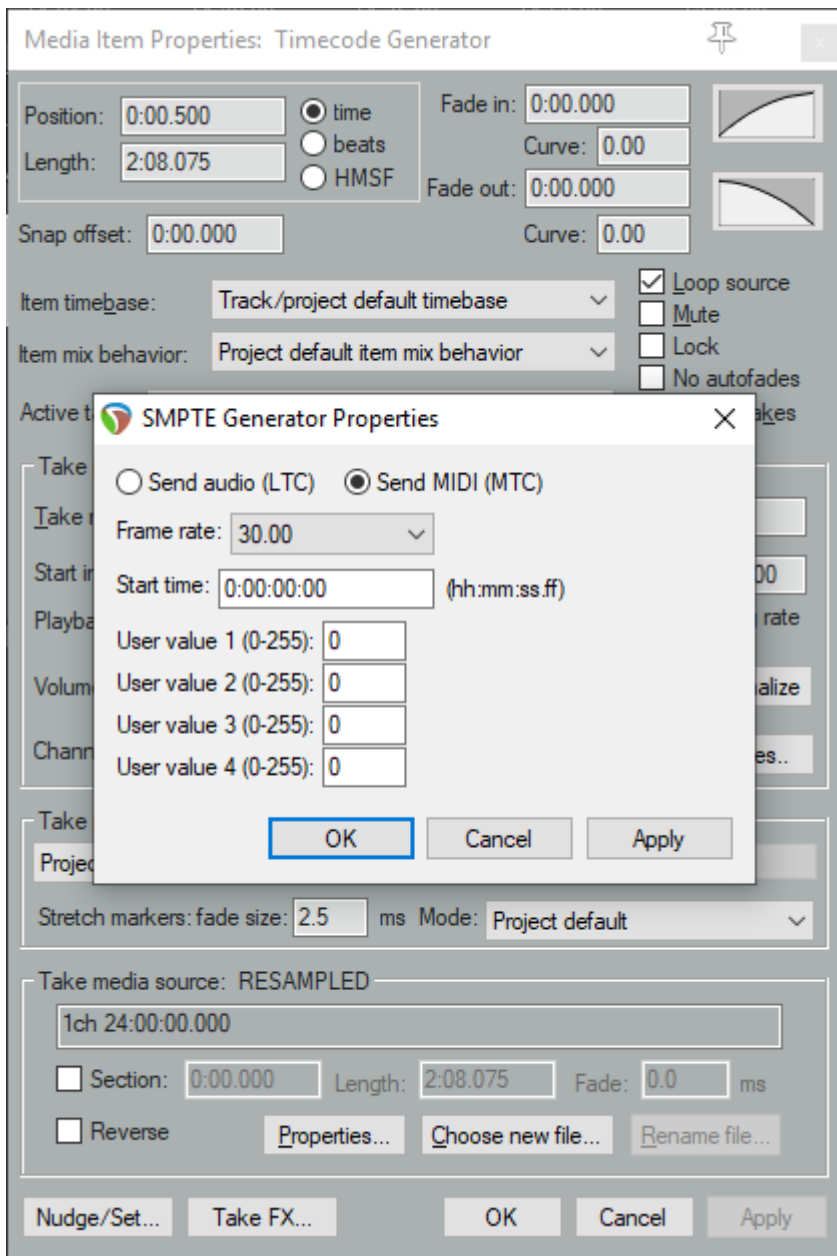 Media Item Properties: Timecode Generator
Position: 0:00.500
time
Fade in: 0:00.000
beats
Curve: 0.00
Length: 2:08.075
HMSF
Fade out: 0:00.000
Snap offset: 0:00.000
Curve: 0.00
Item timebase: Track/project default timebase
Loop source
Mute
Item mix behavior: Project default item mix behavior
Lock
No autofades
Active
SMPTE Generator Properties
Take
Send audio (LTC) Send MIDI (MTC)
Take
Frame rate: 30.00
Start
Start time: 0:00:00:00 (hh:mm:ss.ff)
rate
User value 1 (0-255): 0
User value 2 (0-255): 0
User value 3 (0-255): 0
User value 4 (0-255): 0
Take
OK Cancel Apply
Stretch markers: fade size: 2.5 ms Mode: Project default
Take media source: RESAMPLED
1ch 24:00:00.000
Section: 0:00.000 Length: 2:08.075 Fade: 0.0 ms
Reverse Properties... Choose new file... Rename file...
Nudge/Set... Take FX... OK Cancel Apply